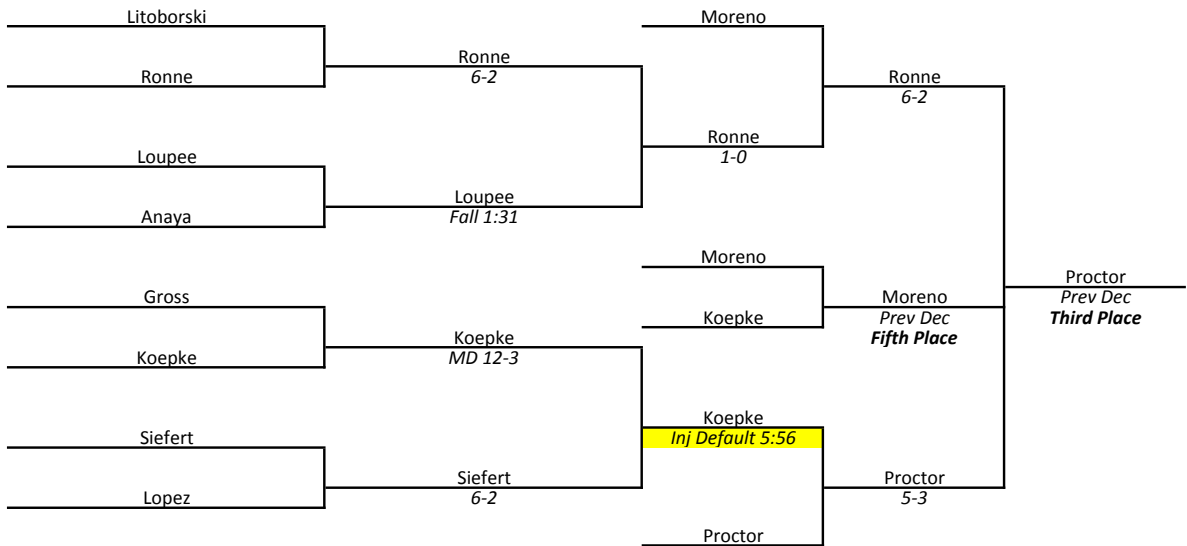 Litoborski
Moreno
Ronne
6-2
Ronne
Ronne
6-2
Ronne
1-0
Loupee
Loupee
Fall 1:31
Anaya
Moreno
Proctor
Prev Dec
Third Place
Gross
Moreno
Prev Dec
Fifth Place
Koepke
Koepke
MD 12-3
Koepke
Koepke
Inj Default 5:56
Siefert
Siefert
6-2
Proctor
5-3
Lopez
Proctor